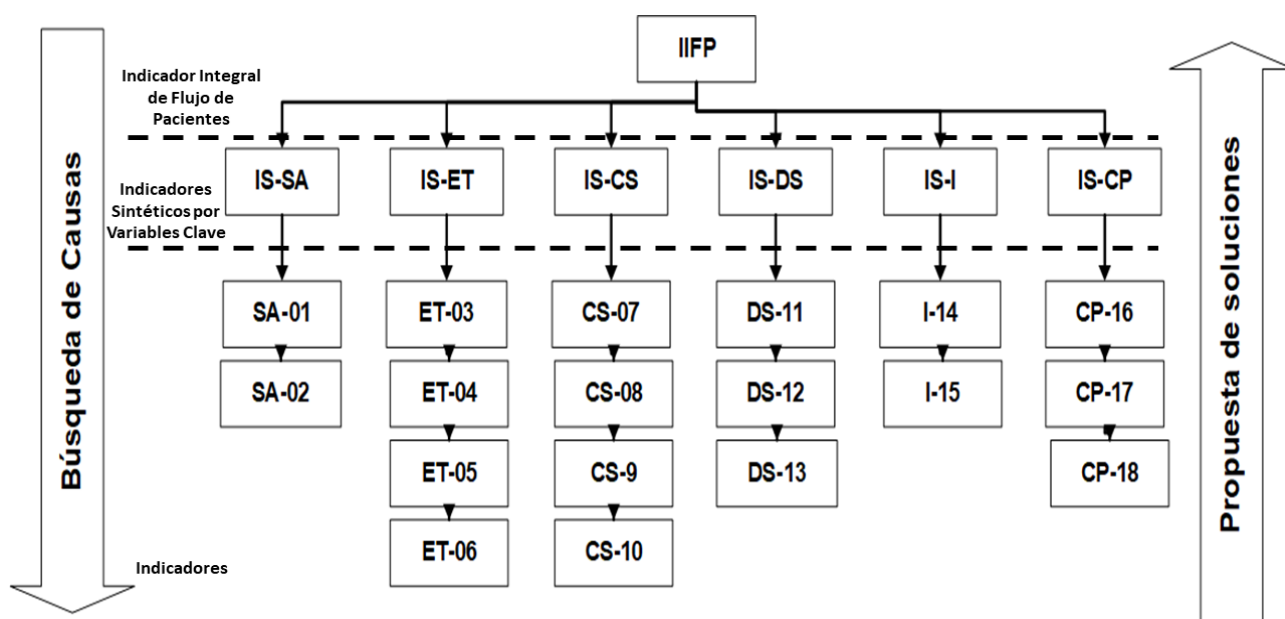 IIFP
Indicador Integral
de Flujo de
Pacientes
IS-SA
IS-ET
IS-CS
IS-DS
IS-I
IS-CP
Indicadores
Sintéticos por
Variables Clave
SA-01
ET-03
CS-07
DS-11
I-14
CP-16
SA-02
ET-04
CS-08
DS-12
I-15
CP-17
ET-05
CS-9
DS-13
CP-18
ET-06
CS-10
Indicadores
Búsqueda de Causas
Propuesta de soluciones